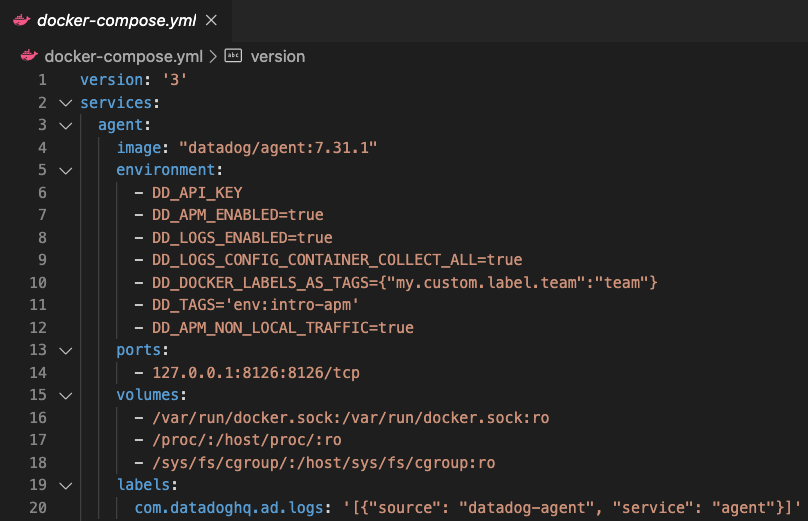 docker-compose.yml ×
docker-compose.yml > abc version
1 version: '3'
2 services:
3 agent:
4 image: "datadog/agent:7.31.1"
5 environment:
6 - DD_API_KEY
7 - DD_APM_ENABLED=true
8 - DD_LOGS_ENABLED=true
9 - DD_LOGS_CONFIG_CONTAINER_COLLECT_ALL=true
10 - DD_DOCKER_LABELS_AS_TAGS={"my.custom.label.team":"team"}
11 - DD_TAGS='env:intro-apm'
12 - DD_APM_NON_LOCAL_TRAFFIC=true
13 ports:
14 - 127.0.0.1:8126:8126/tcp
15 volumes:
16 - /var/run/docker.sock:/var/run/docker.sock:ro
17 - /proc/:/host/proc/:ro
18 - /sys/fs/cgroup/:/host/sys/fs/cgroup:ro
19 labels:
20 com.datadoghq.ad.logs: '[{"source": "datadog-agent", "service": "agent"}]'